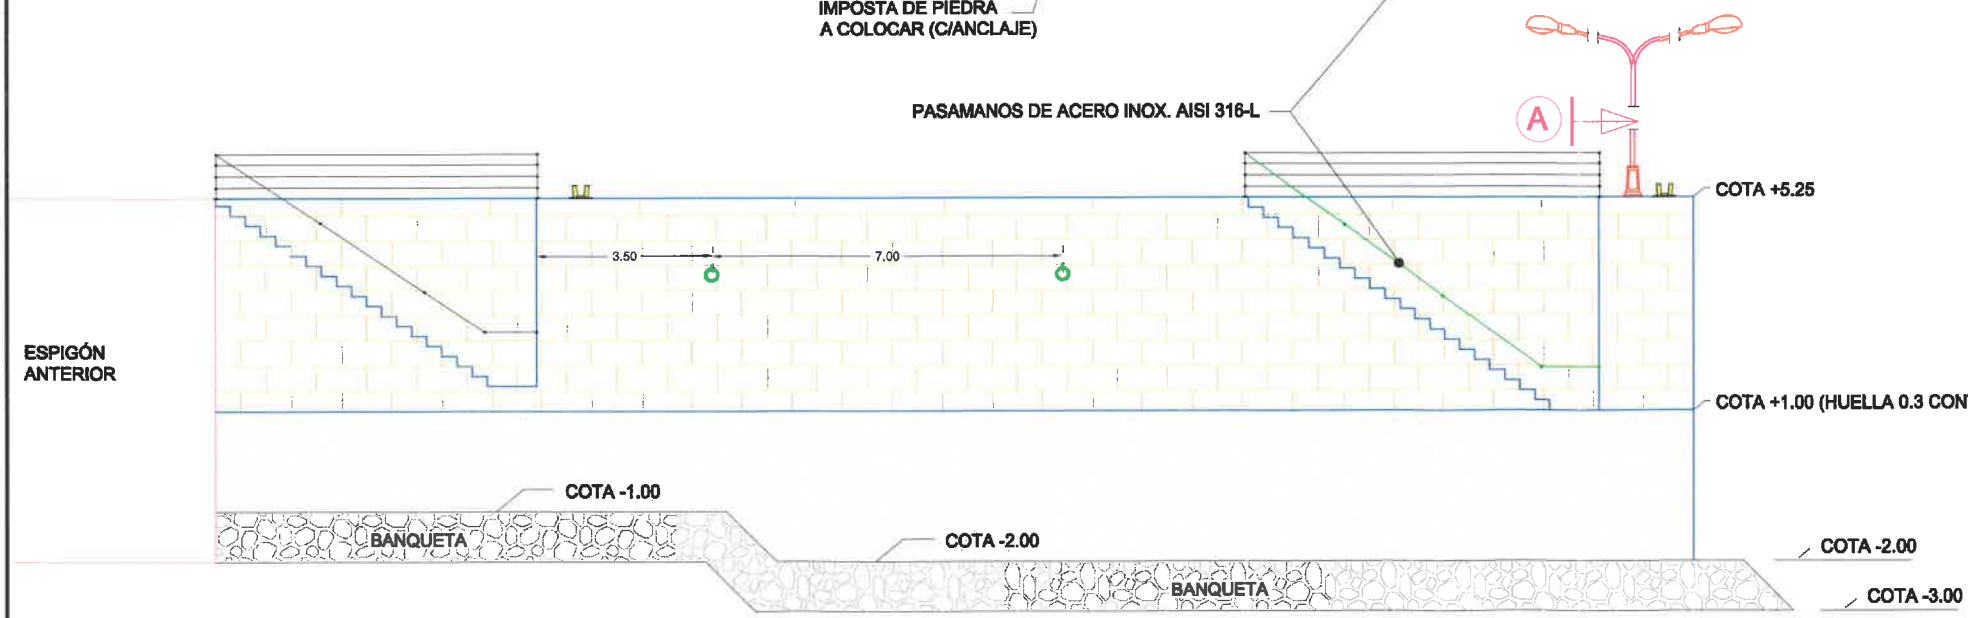 IMPOSTA DE PIEDRA
A COLOCAR (C/ANCLAJE)
PASAMANOS DE ACERO INOX. AISI 316-L
A
COTA +5.25
3.50
7.00
ESPIGÓN
ANTERIOR
COTA +1.00 (HUELLA 0.3 CON
COTA -1.00
BANQUETA
COTA -2.00
COTA -2.00
BANQUETA
COTA -3.00